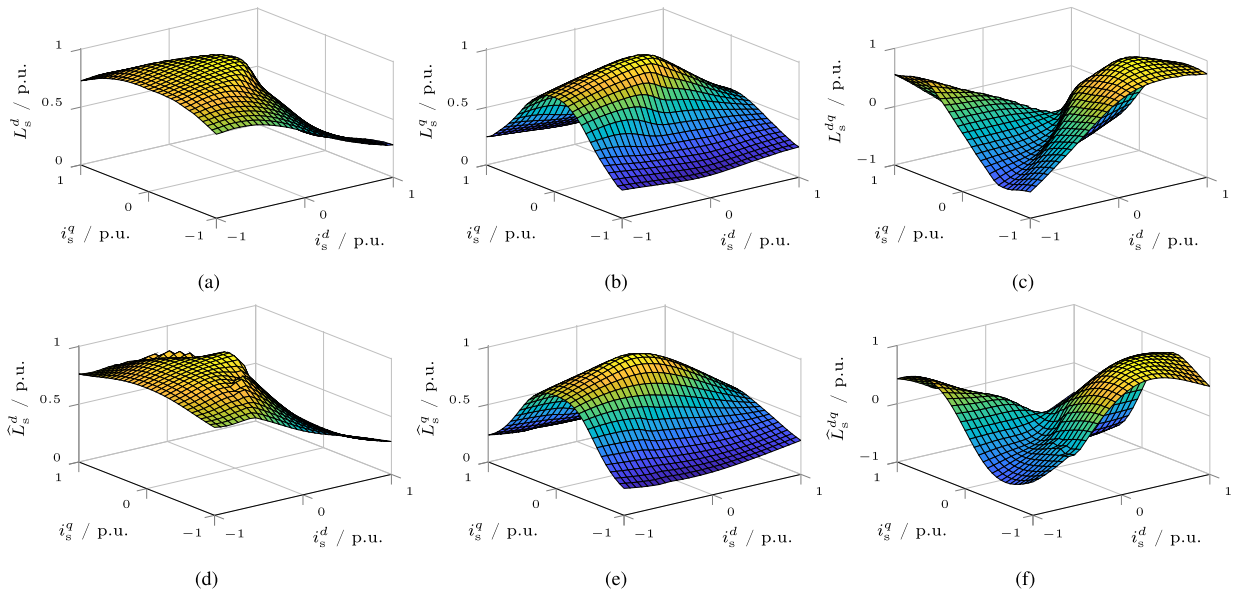 1
0.5
0
1
0
−1
−1
0
1
L_s^d / p.u.
i_s^q / p.u.
i_s^d / p.u.
(a)
1
0.5
0
1
0
−1
−1
0
1
L_s^q / p.u.
i_s^q / p.u.
i_s^d / p.u.
(b)
1
0
−1
1
0
−1
−1
0
1
L_s^{dq} / p.u.
i_s^q / p.u.
i_s^d / p.u.
(c)
1
0.5
0
1
0
−1
−1
0
1
\hat{L}_s^d / p.u.
i_s^q / p.u.
i_s^d / p.u.
(d)
1
0.5
0
1
0
−1
−1
0
1
\hat{L}_s^q / p.u.
i_s^q / p.u.
i_s^d / p.u.
(e)
1
0
−1
1
0
−1
−1
0
1
\hat{L}_s^{dq} / p.u.
i_s^q / p.u.
i_s^d / p.u.
(f)